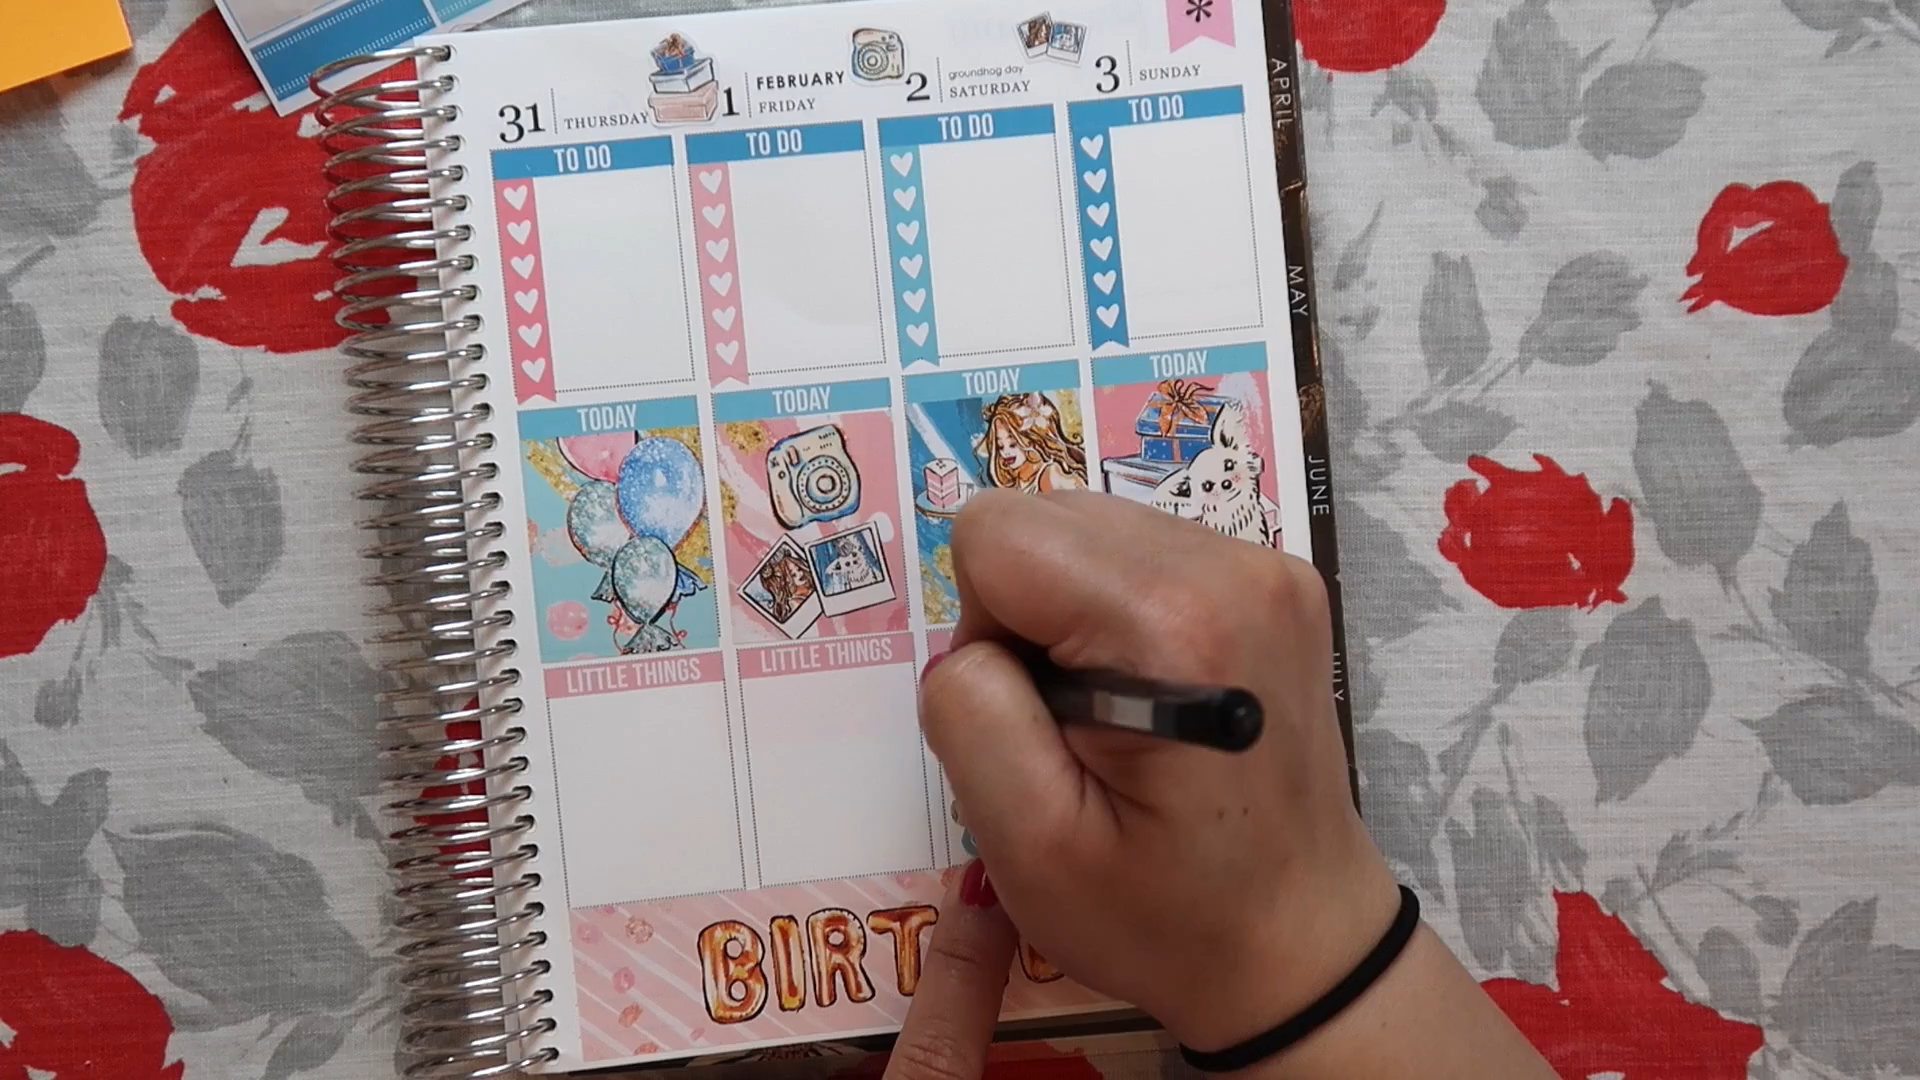 *
31 THURSDAY
1 FEBRUARY FRIDAY
2 groundhog day SATURDAY
3 SUNDAY
TO DO TO DO TO DO TO DO
TODAY TODAY TODAY TODAY
LITTLE THINGS LITTLE THINGS
BIRT
APRIL
MAY
JUNE
JULY